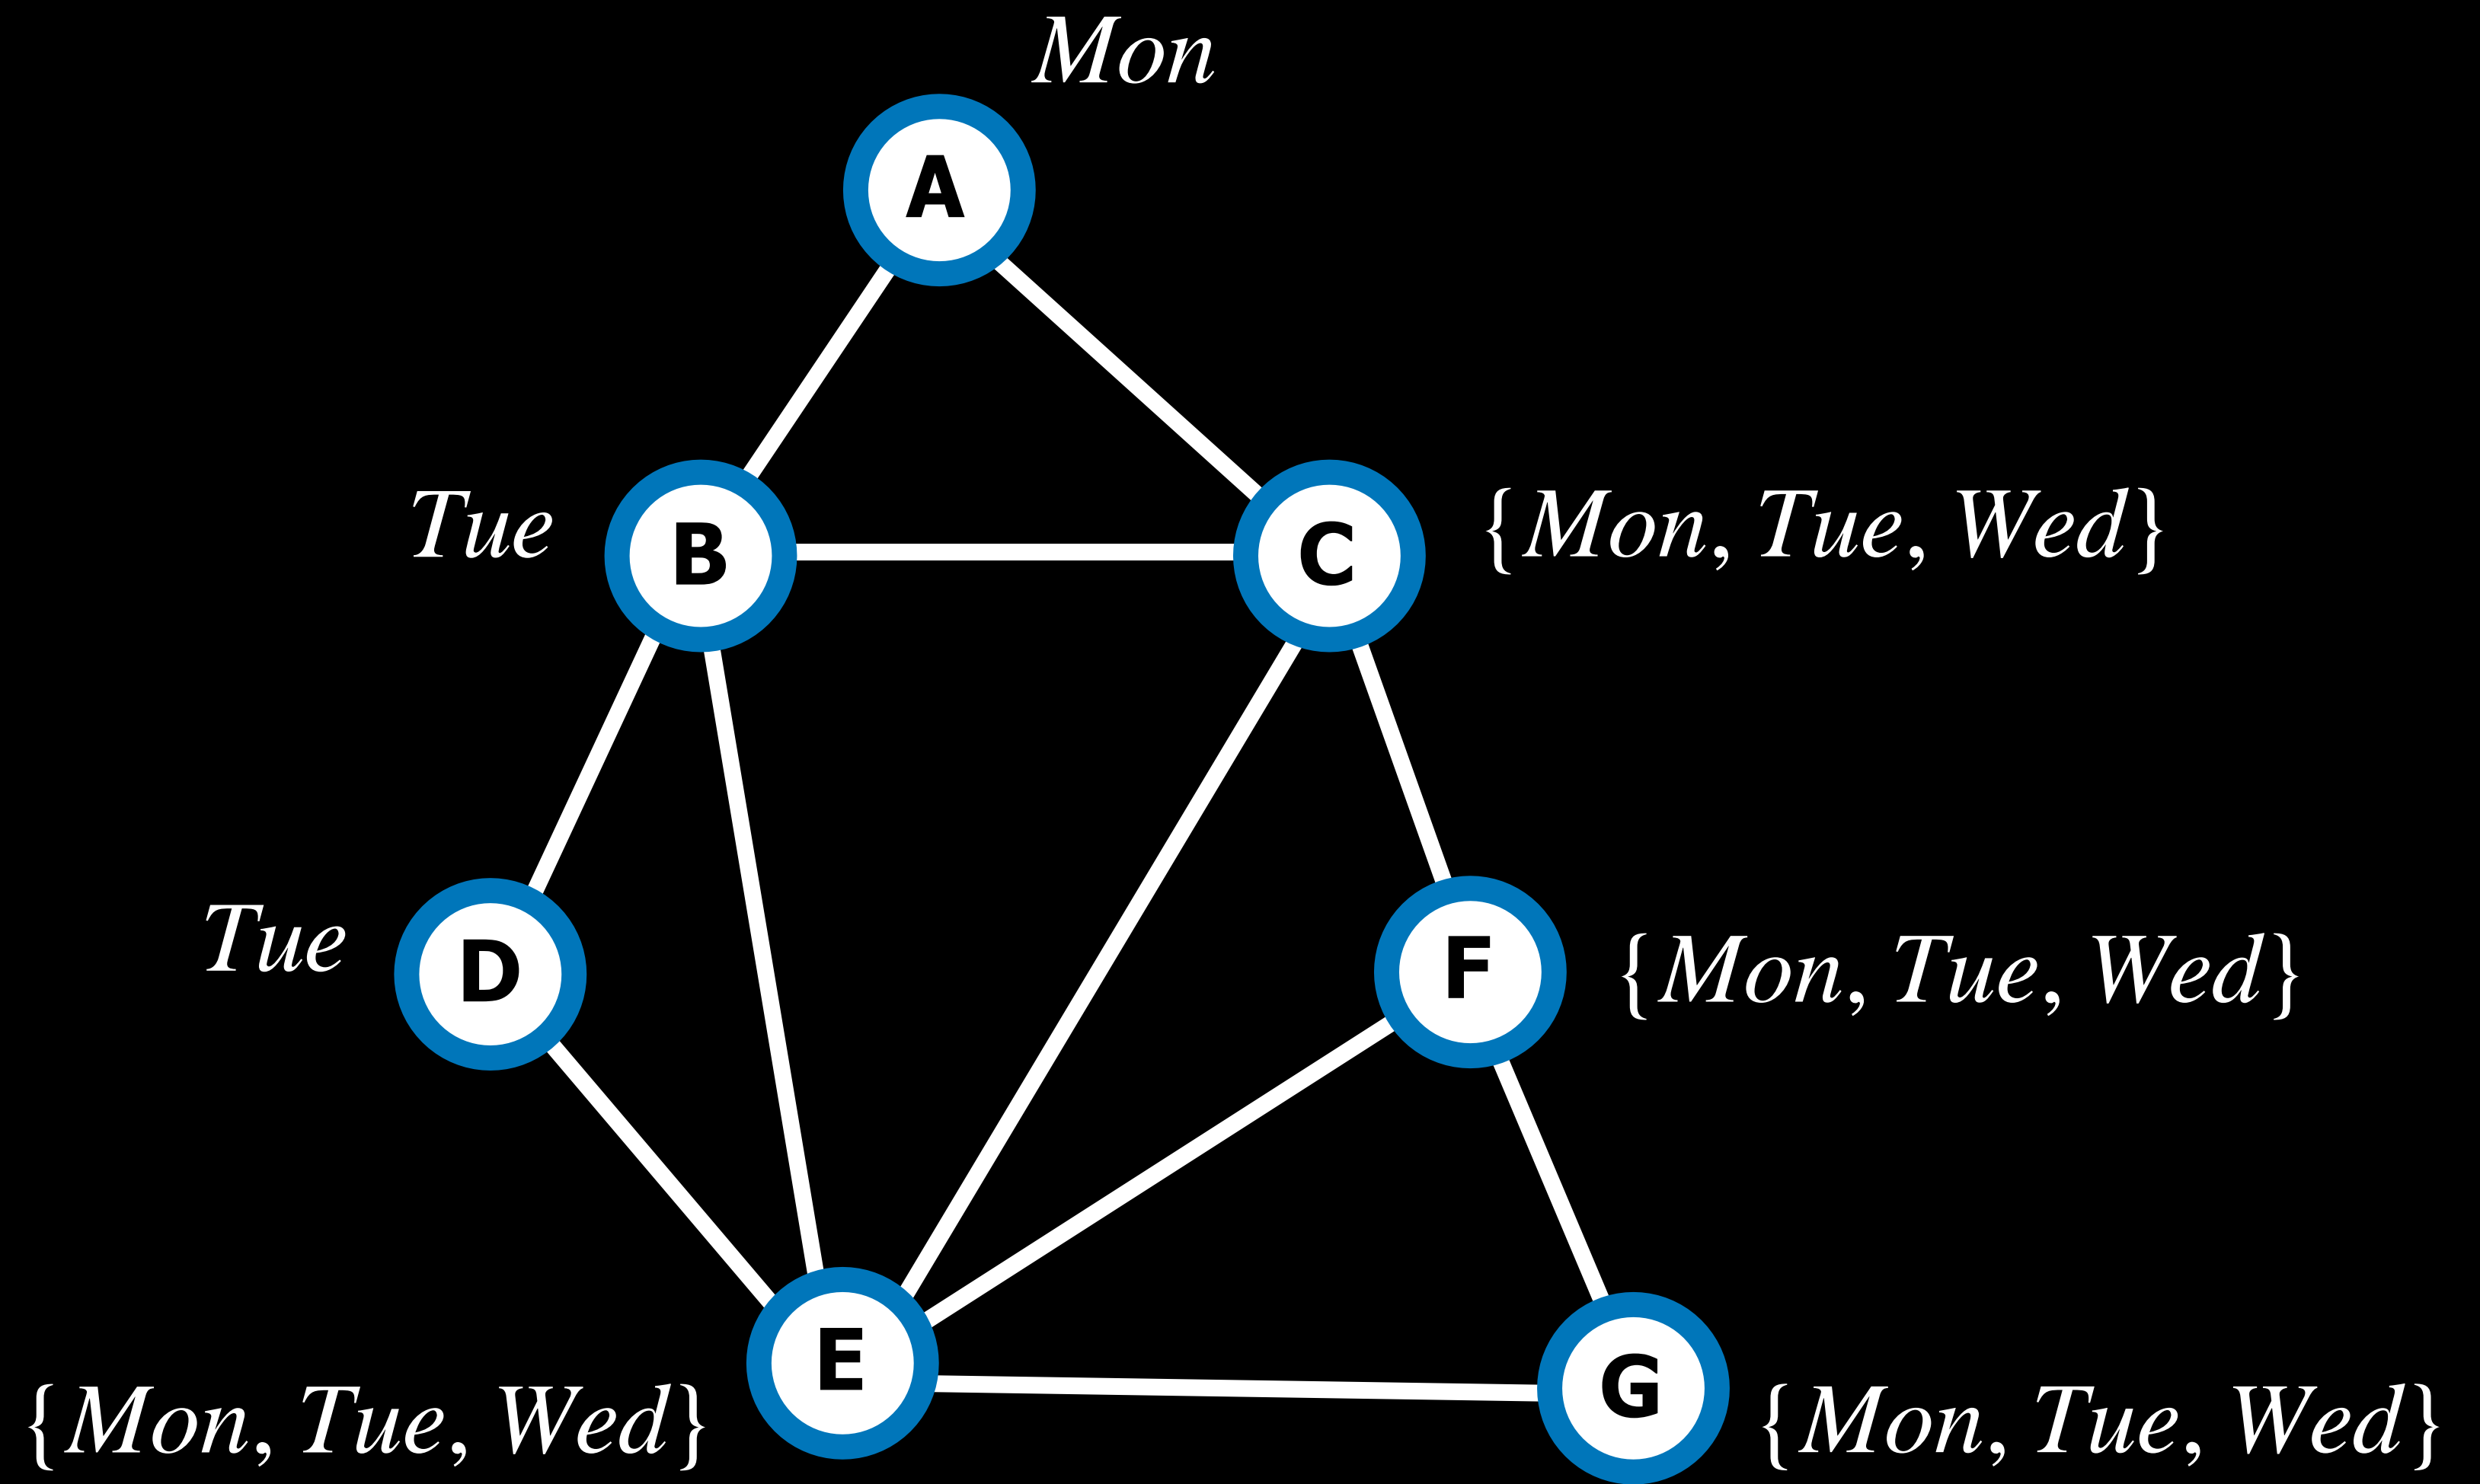 Mon
A
Tue
B
C
{Mon, Tue, Wed}
Tue
D
F
{Mon, Tue, Wed}
{Mon, Tue, Wed}
E
G
{Mon, Tue, Wed}